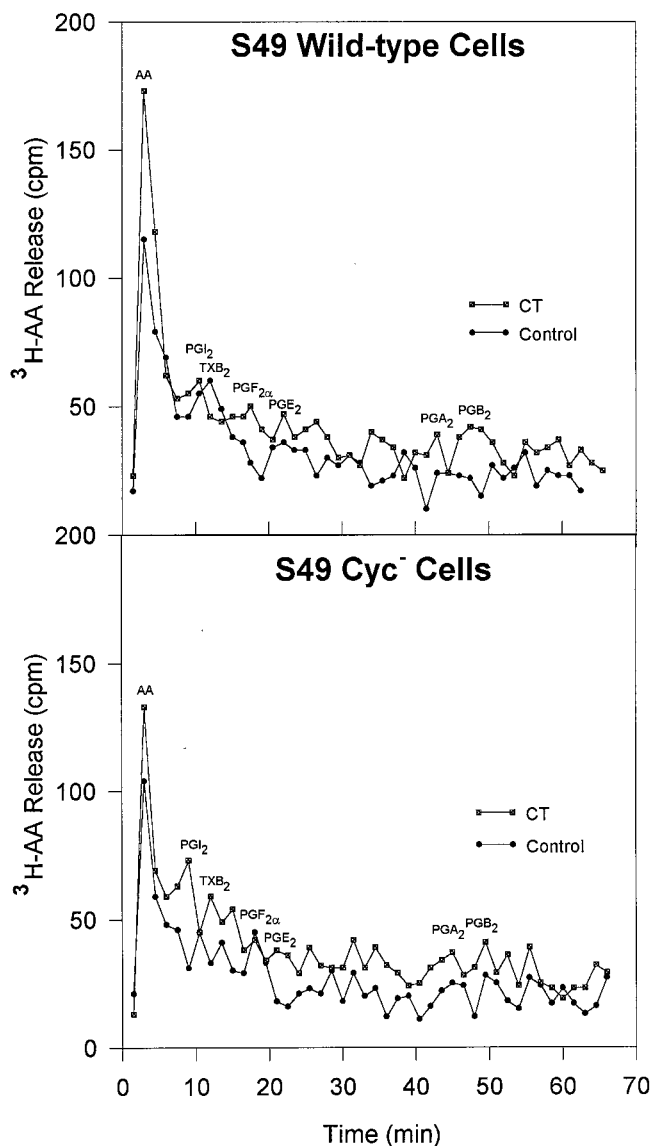 S49 Wild-type Cells
200
150
100
50
³H-AA Release (cpm)
AA
PGI₂
TXB₂
PGF₂α
PGE₂
PGA₂
PGB₂
CT
Control
S49 Cyc⁻ Cells
200
150
100
50
0
³H-AA Release (cpm)
AA
PGI₂
TXB₂
PGF₂α
PGE₂
PGA₂
PGB₂
CT
Control
0 10 20 30 40 50 60 70
Time (min)